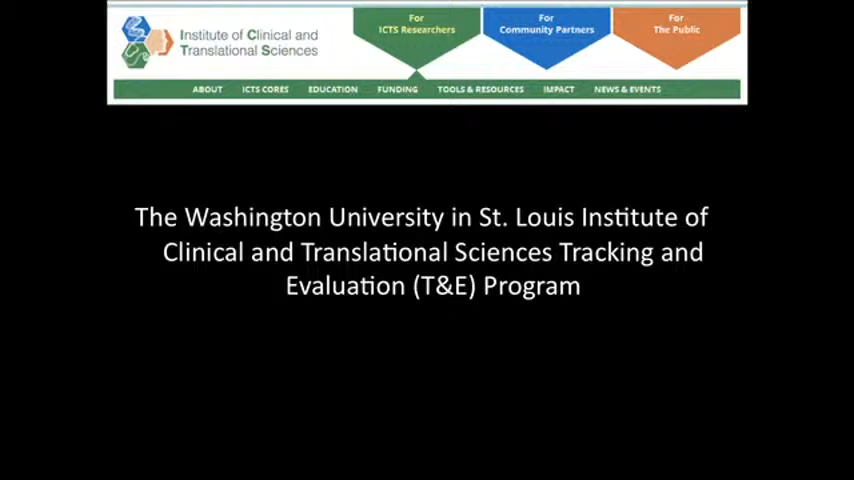 Institute of Clinical and
Translational Sciences
For
ICTS Researchers
For
Community Partners
For
The Public
ABOUT ICTS CORES EDUCATION FUNDING TOOLS & RESOURCES IMPACT NEWS & EVENTS
The Washington University in St. Louis Institute of
Clinical and Translational Sciences Tracking and
Evaluation (T&E) Program